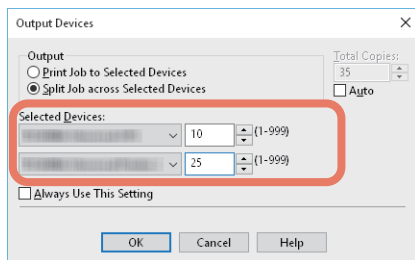 Output Devices
Output
Print Job to Selected Devices
Split Job across Selected Devices
Total Copies:
35
Auto
Selected Devices:
10 (1-999)
25 (1-999)
Always Use This Setting
OK Cancel Help